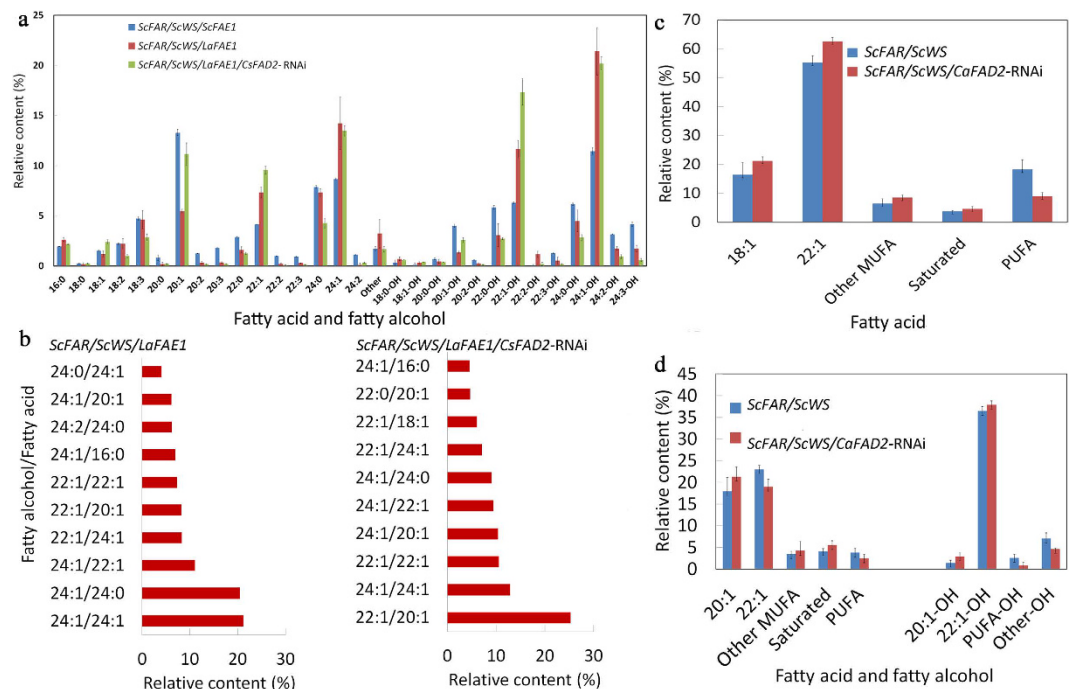 a
25
20
15
10
5
0
Relative content (%)
ScFAR/ScWS/ScFAE1
ScFAR/ScWS/LaFAE1
ScFAR/ScWS/LaFAE1/CsFAD2-RNAi
16:0
18:0
18:1
18:2
18:3
20:0
20:1
20:2
20:3
22:0
22:1
22:2
22:3
24:0
24:1
24:2
Other
18:0-OH
18:1-OH
20:0-OH
20:1-OH
20:2-OH
22:0-OH
22:1-OH
22:2-OH
22:3-OH
24:0-OH
24:1-OH
24:2-OH
24:3-OH
Fatty acid and fatty alcohol
c
70
60
50
40
30
20
10
0
Relative content (%)
ScFAR/ScWS
ScFAR/ScWS/CaFAD2-RNAi
18:1
22:1
Other MUFA
Saturated
PUFA
Fatty acid
b
ScFAR/ScWS/LaFAE1
Fatty alcohol/Fatty acid
24:0/24:1
24:1/20:1
24:2/24:0
24:1/16:0
22:1/22:1
22:1/20:1
22:1/24:1
24:1/22:1
24:1/24:0
24:1/24:1
0 10 20 30
Relative content (%)
ScFAR/ScWS/LaFAE1/CsFAD2-RNAi
24:1/16:0
22:0/20:1
22:1/18:1
22:1/24:1
24:1/24:0
24:1/22:1
24:1/20:1
22:1/22:1
24:1/24:1
22:1/20:1
0 10 20 30
Relative content (%)
d
45
40
35
30
25
20
15
10
5
0
Relative content (%)
ScFAR/ScWS
ScFAR/ScWS/CaFAD2-RNAi
20:1
22:1
Other MUFA
Saturated
PUFA
20:1-OH
22:1-OH
PUFA-OH
Other-OH
Fatty acid and fatty alcohol